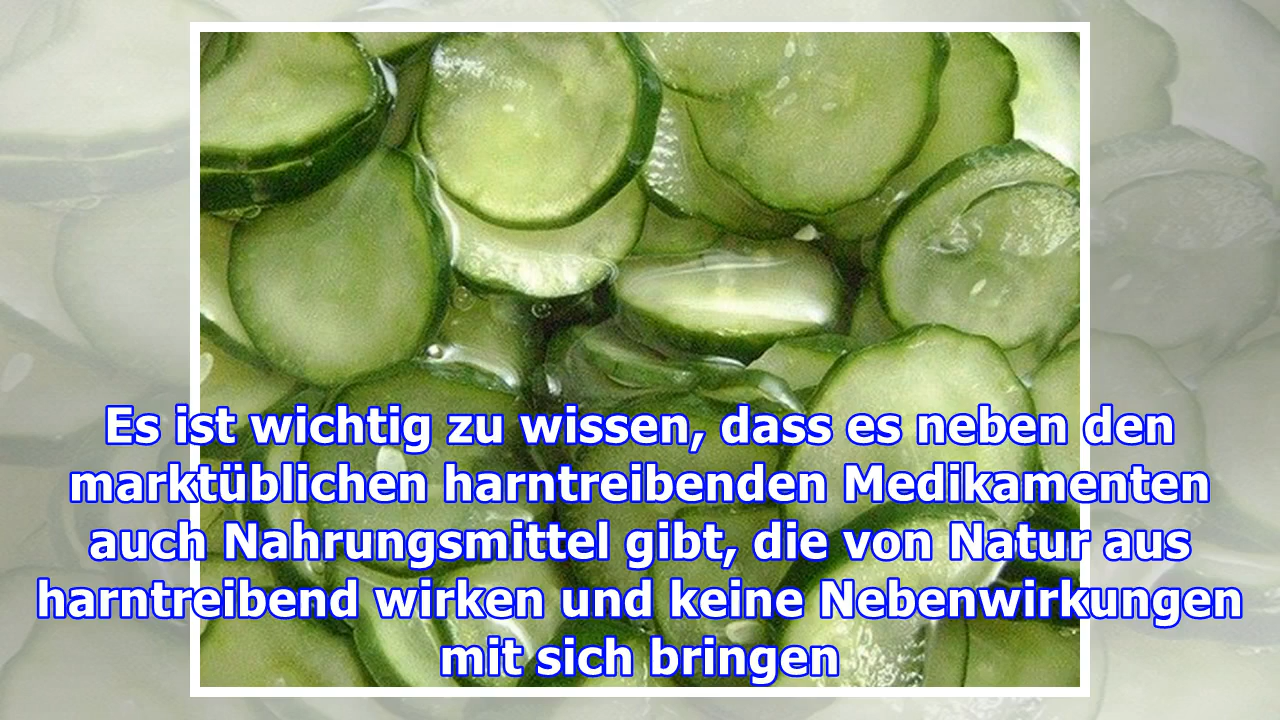 Es ist wichtig zu wissen, dass es neben den
marktüblichen harntreibenden Medikamenten
auch Nahrungsmittel gibt, die von Natur aus
harntreibend wirken und keine Nebenwirkungen
mit sich bringen